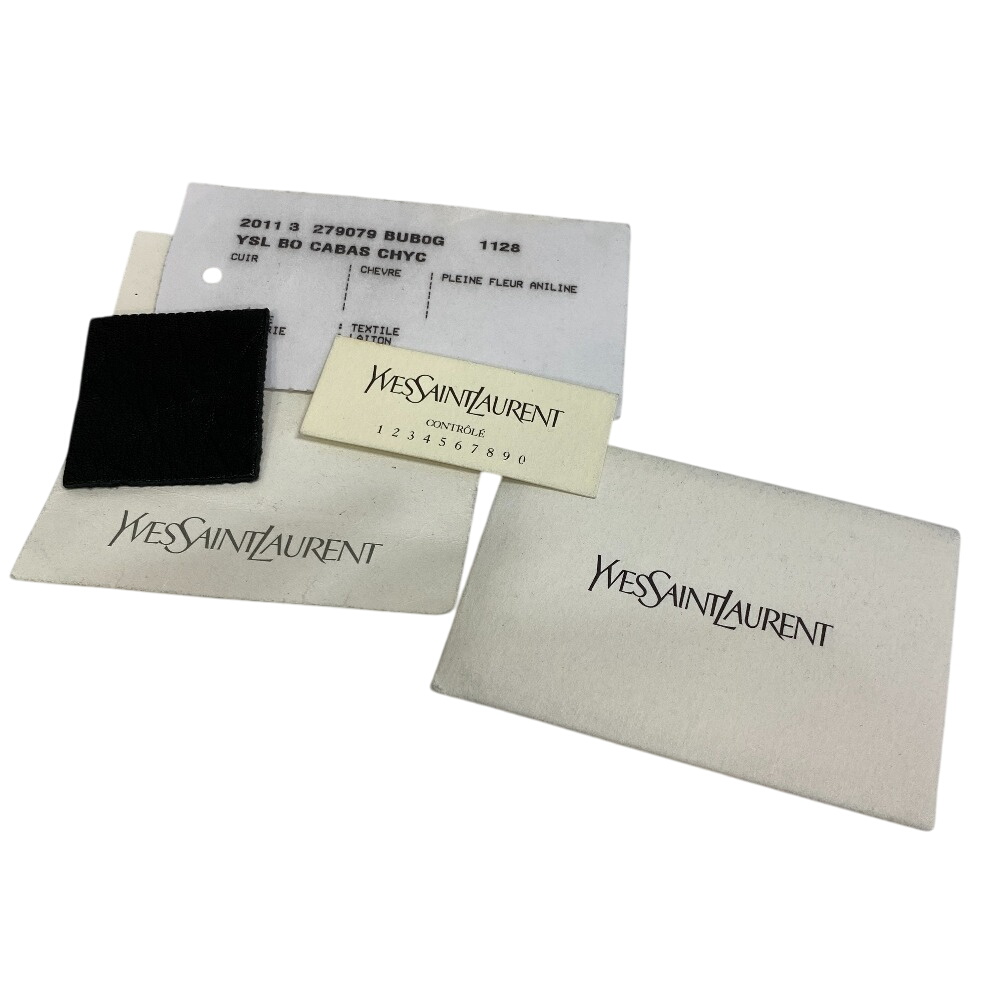 2011 3 279079 BUB0G 1128
YSL BO CABAS CHYC
CUIR CHEVRE PLEINE FLEUR ANILINE
TEXTILE
LAITON
YVESSAINTLAURENT
CONTRÔLÉ
1 2 3 4 5 6 7 8 9 0
YVESSAINTLAURENT
YVESSAINTLAURENT